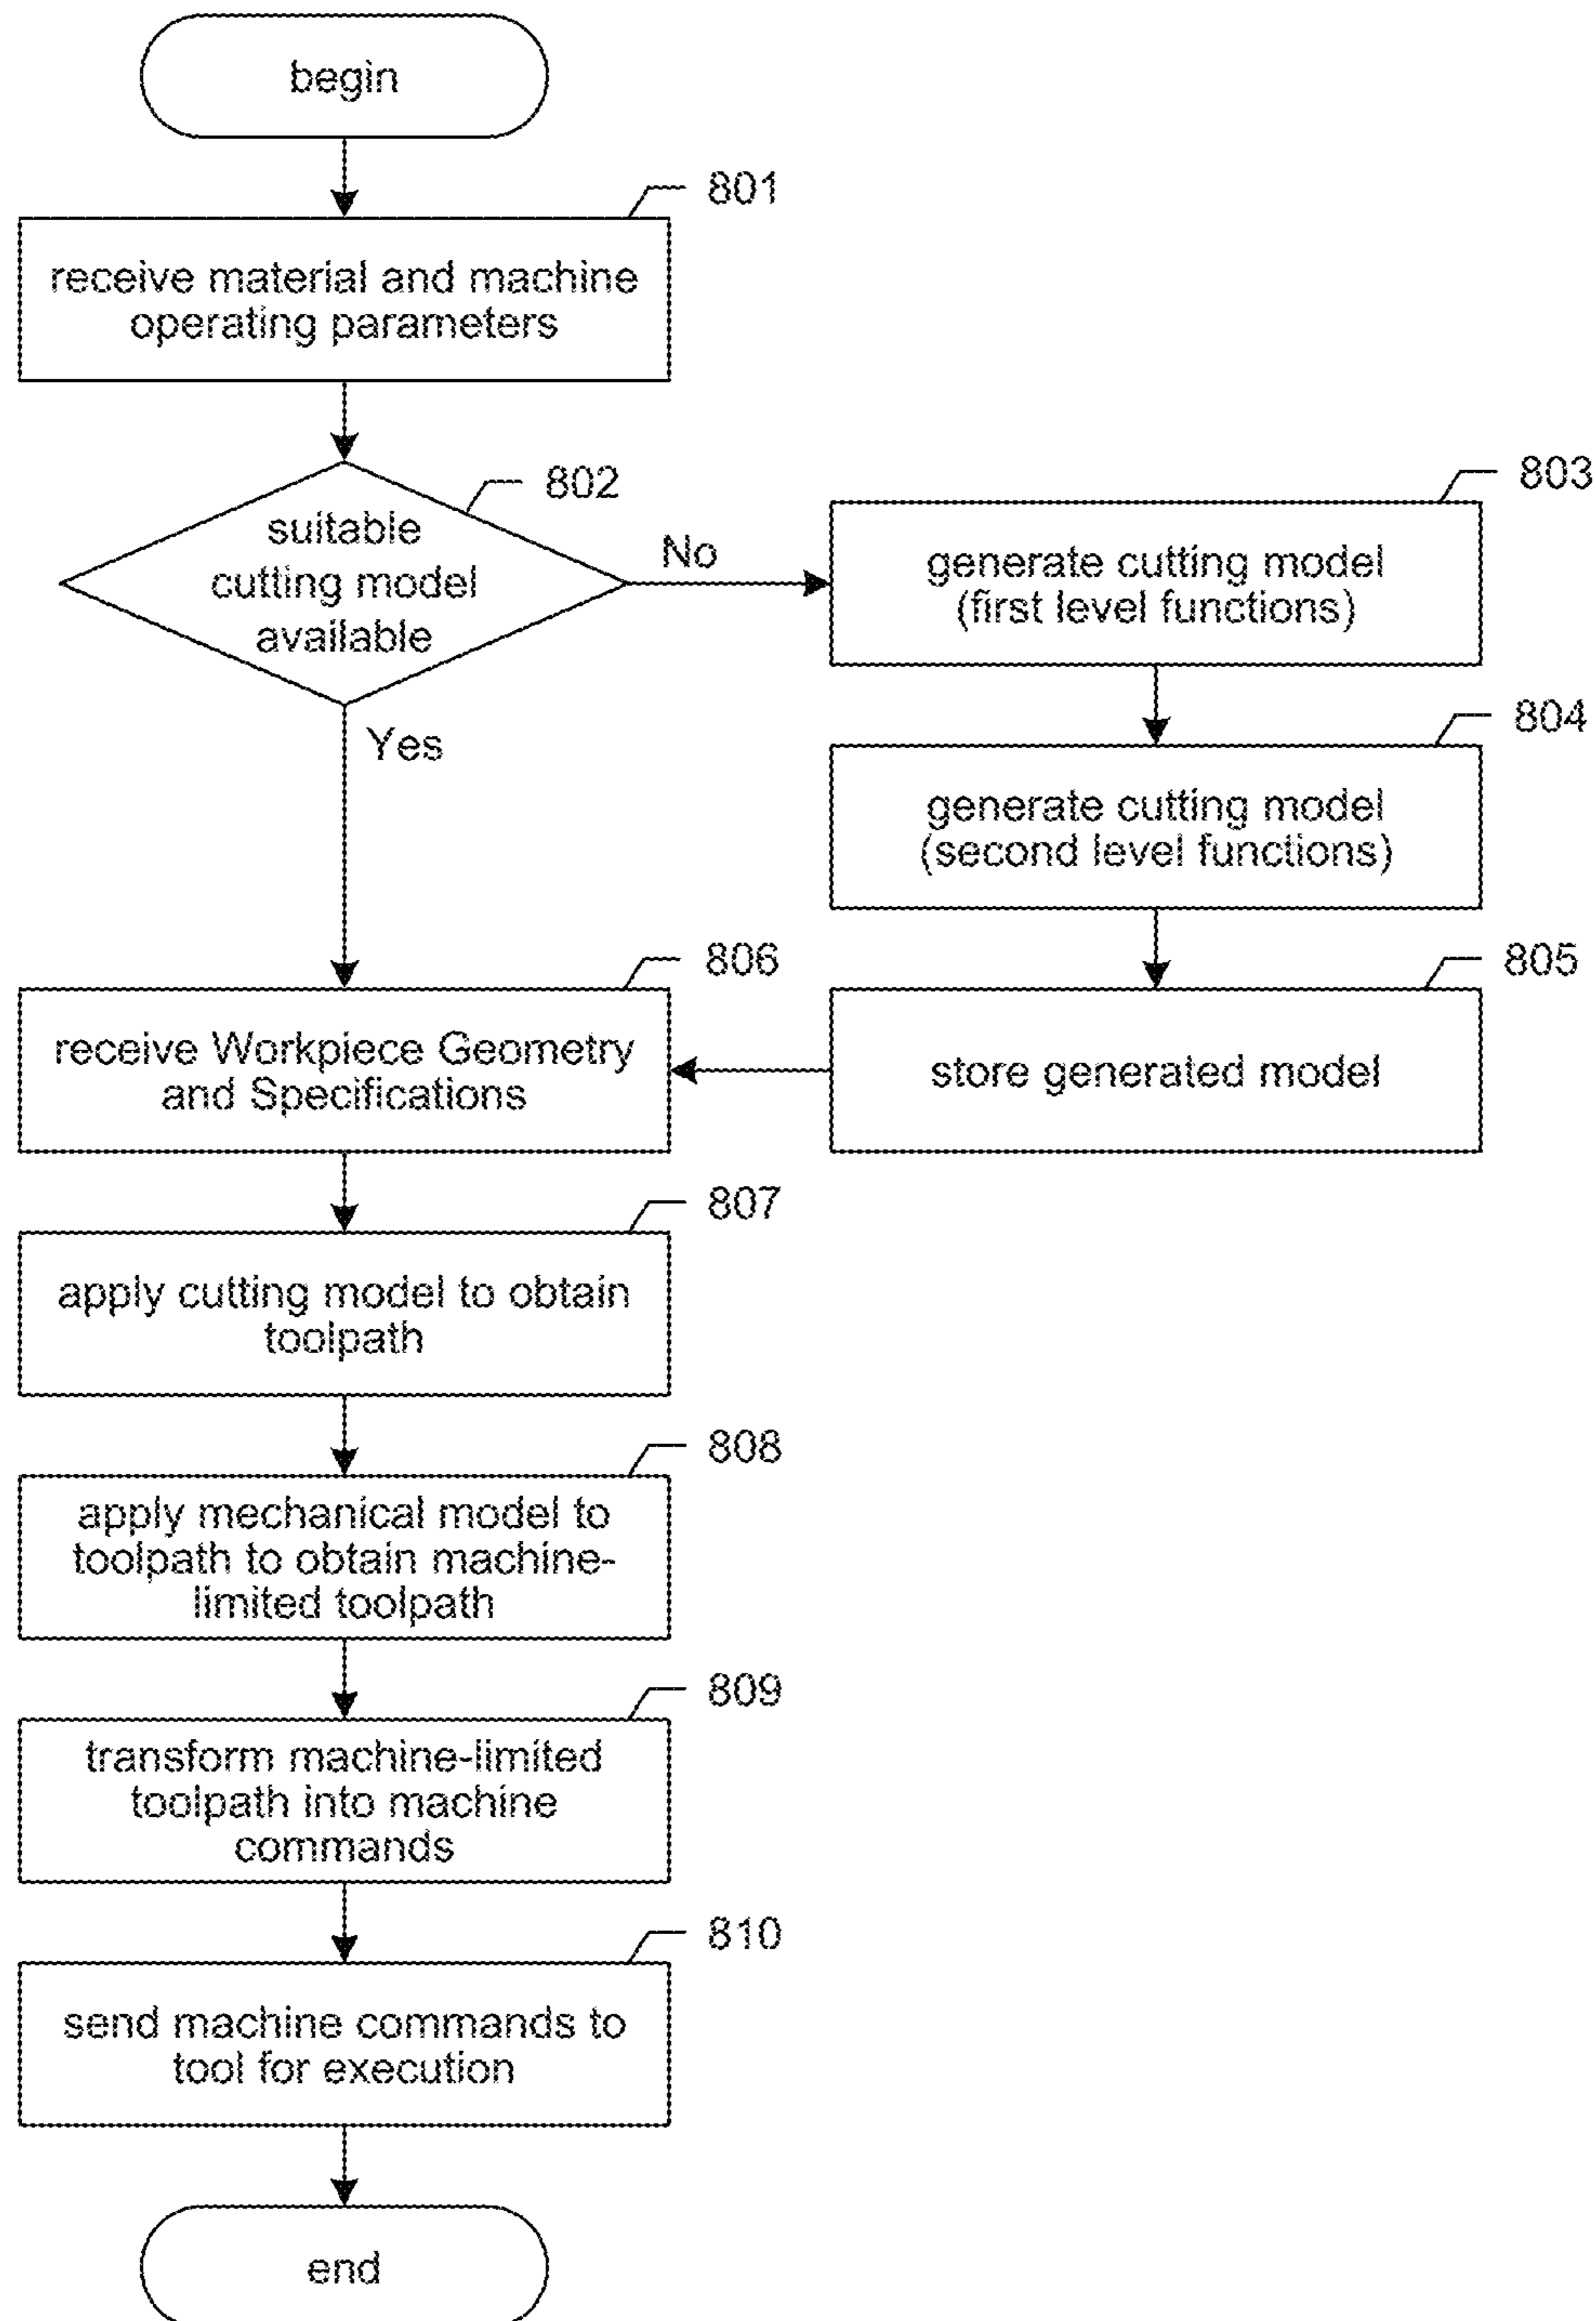 begin
801
receive material and machine
operating parameters
802
suitable
cutting model
available
No
Yes
803
generate cutting model
(first level functions)
804
generate cutting model
(second level functions)
805
store generated model
806
receive Workpiece Geometry
and Specifications
807
apply cutting model to obtain
toolpath
808
apply mechanical model to
toolpath to obtain machine-
limited toolpath
809
transform machine-limited
toolpath into machine
commands
810
send machine commands to
tool for execution
end